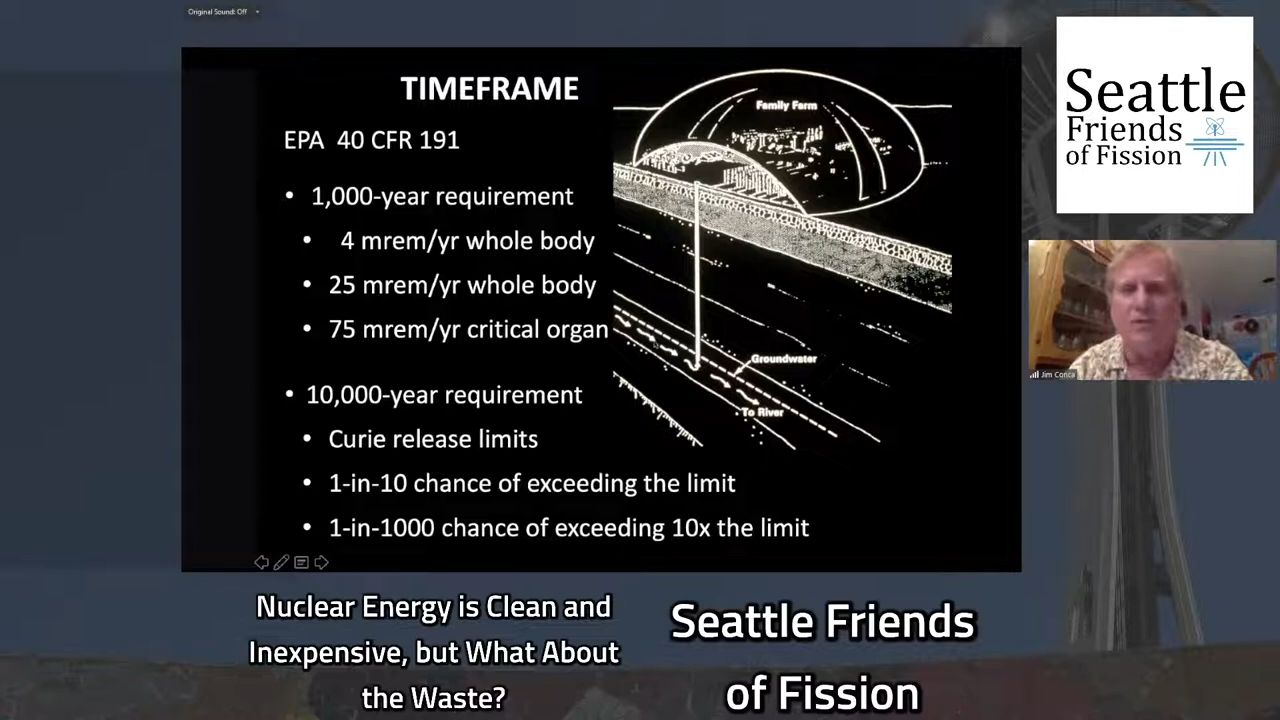 Original Sound: Off
TIMEFRAME
EPA 40 CFR 191
• 1,000-year requirement
• 4 mrem/yr whole body
• 25 mrem/yr whole body
• 75 mrem/yr critical organ
• 10,000-year requirement
• Curie release limits
• 1-in-10 chance of exceeding the limit
• 1-in-1000 chance of exceeding 10x the limit
Family Farm
Groundwater
To River
Seattle
Friends
of Fission
Jim Conca
Nuclear Energy is Clean and
Inexpensive, but What About
the Waste?
Seattle Friends
of Fission